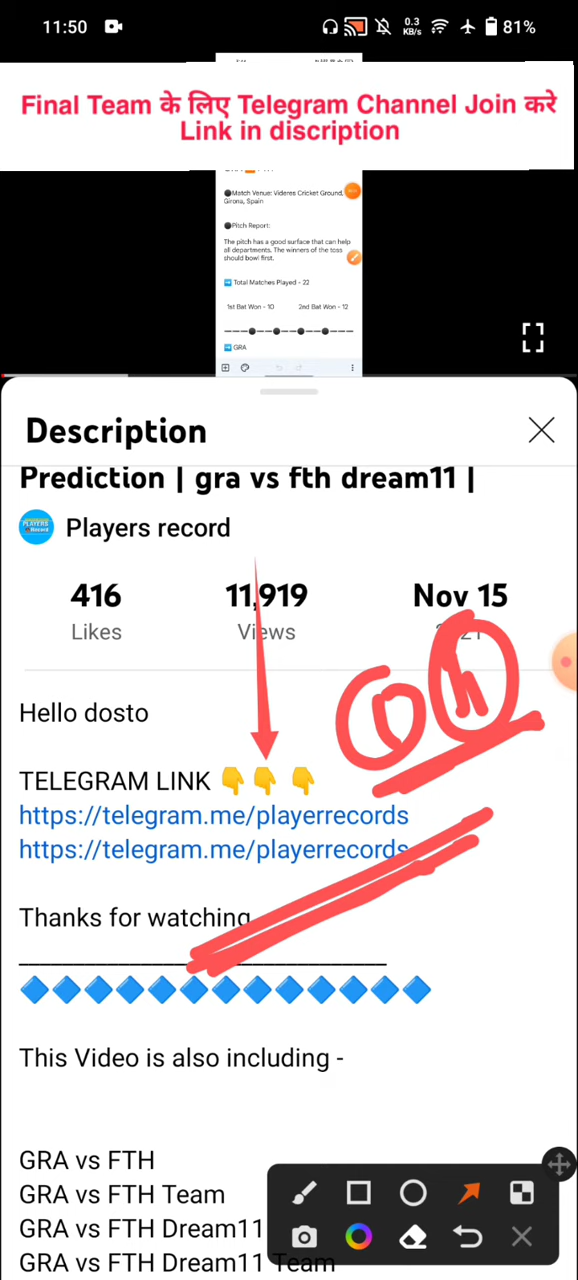 11:50
0.3
KB/s
81%
Final Team के लिए Telegram Channel Join करे
Link in discription
Match Venue: Videres Cricket Ground,
Girona, Spain
Pitch Report:
The pitch has a good surface that can help
all departments. The winners of the toss
should bowl first.
➡️ Total Matches Played - 22
1st Bat Won - 10 2nd Bat Won - 12
➡️ GRA
Description
Prediction | gra vs fth dream11 |
PLAYERS Record
Players record
416 11,919 Nov 15
Likes Views
Hello dosto
TELEGRAM LINK 👇👇👇
https://telegram.me/playerrecords
https://telegram.me/playerrecords
Thanks for watching
🔷🔷🔷🔷🔷🔷🔷🔷🔷🔷🔷🔷🔷
This Video is also including -
GRA vs FTH
GRA vs FTH Team
GRA vs FTH Dream11
GRA vs FTH Dream11 Team